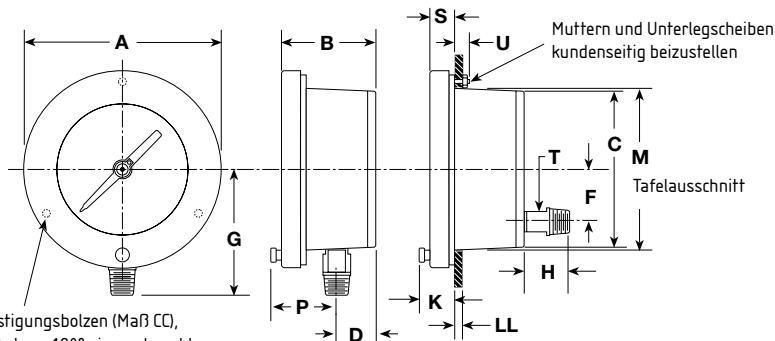 A
B
S
U
Muttern und Unterlegscheiben
kundenseitig beizustellen
C
M
T
F
Tafelausschnitt
G
H
K
P
D
LL
stigungsbolzen (Maß CC),